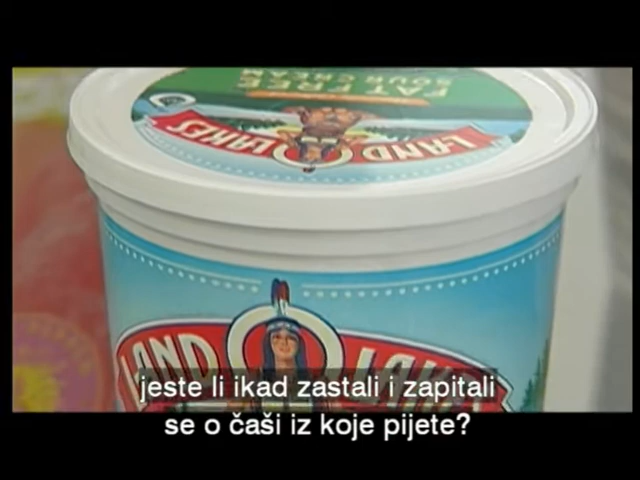 FAT FREE
SOUR CREAM
LAND O LAKES
LAND O LAKES
jeste li ikad zastali i zapitali
se o čaši iz koje pijete?